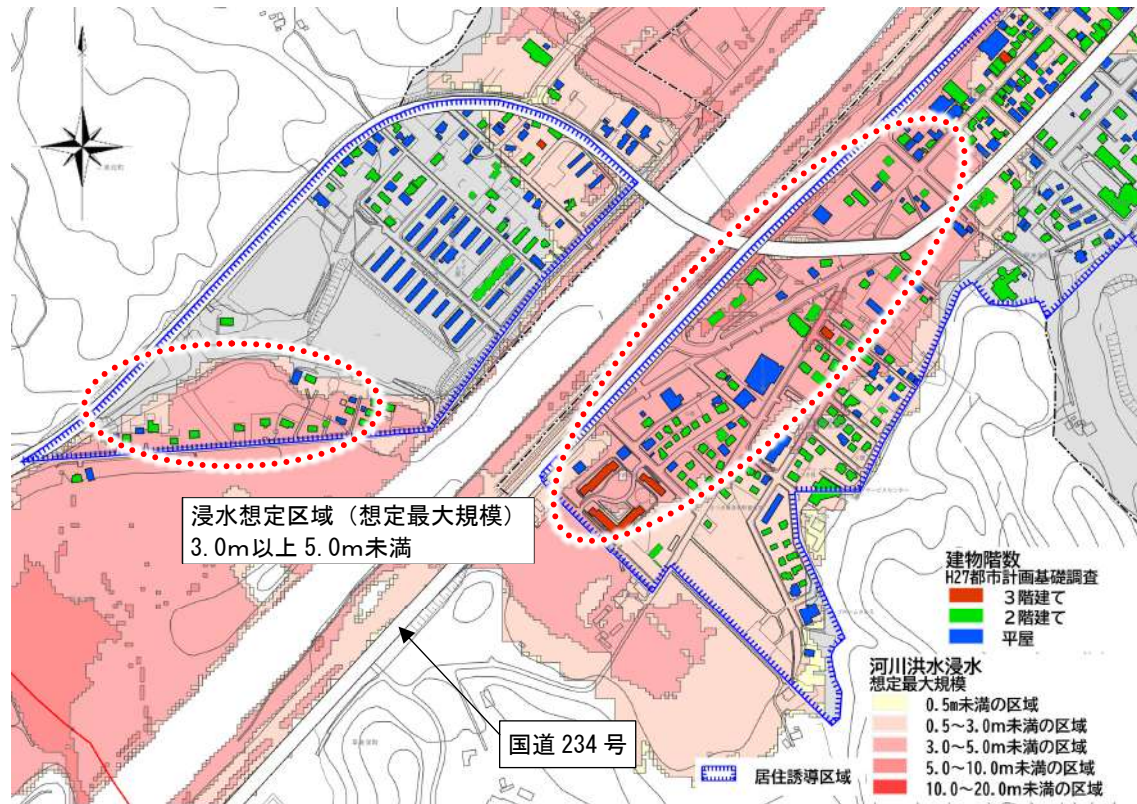 浸水想定区域（想定最大規模）
3.0ｍ以上 5.0ｍ未満
国道 234 号
建物階数
H27都市計画基礎調査
３階建て
２階建て
平屋
河川洪水浸水
想定最大規模
0.5m未満の区域
0.5～3.0m未満の区域
3.0～5.0m未満の区域
5.0～10.0m未満の区域
10.0～20.0m未満の区域
居住誘導区域